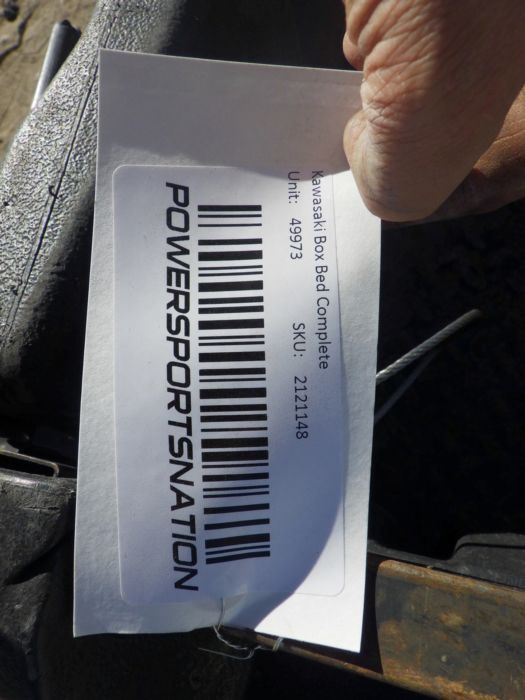 Kawasaki Box Bed Complete
Unit: 49973 SKU: 2121148
POWERSPORTSNATION